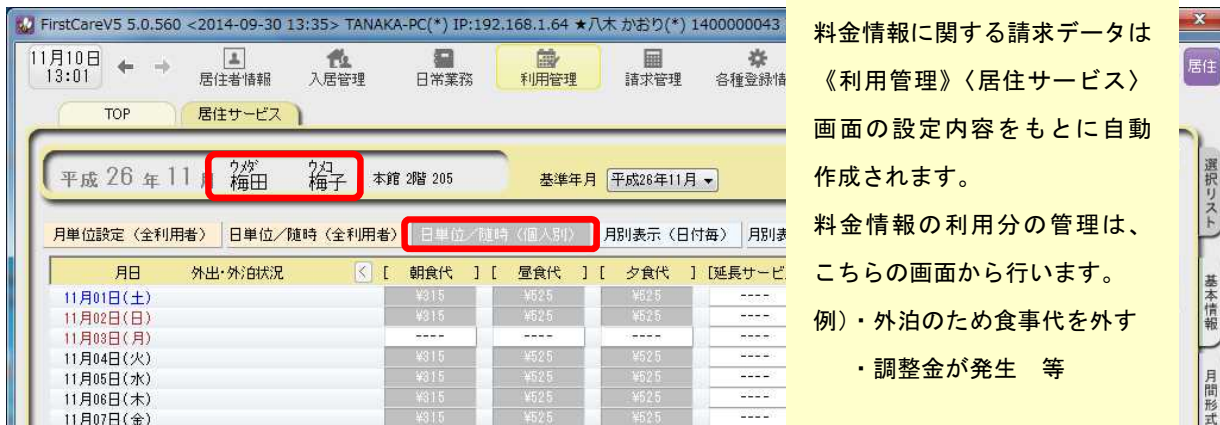 FirstCareV5 5.0.560 <2014-09-30 13:35> TANAKA-PC(*) IP:192.168.1.64 ★八木 かおり(*) 1400000043
11月10日
13:01
居住者情報 入居管理 日常業務 利用管理 請求管理 各種登録情
居住
TOP 居住サービス
平成 26 年 11 月
ウメダ ウメコ
梅田 梅子 本館 2階 205 基準年月 平成26年11月
月単位設定（全利用者） 日単位／随時（全利用者） 日単位／随時（個人別） 月別表示（日付毎） 月別表
月日 外出・外泊状況 < [ 朝食代 ] [ 昼食代 ] [ 夕食代 ] [延長サービ
11月01日(土) ¥315 ¥525 ¥525 ----
11月02日(日) ¥315 ¥525 ¥525 ----
11月03日(月) ---- ---- ---- ----
11月04日(火) ¥315 ¥525 ¥525 ----
11月05日(水) ¥315 ¥525 ¥525 ----
11月06日(木) ¥315 ¥525 ¥525 ----
11月07日(金) ¥315 ¥525 ¥525 ----
料金情報に関する請求データは
《利用管理》〈居住サービス〉
画面の設定内容をもとに自動
作成されます。
料金情報の利用分の管理は、
こちらの画面から行います。
例)・外泊のため食事代を外す
・調整金が発生 等
選択リスト
基本情報
月間形式